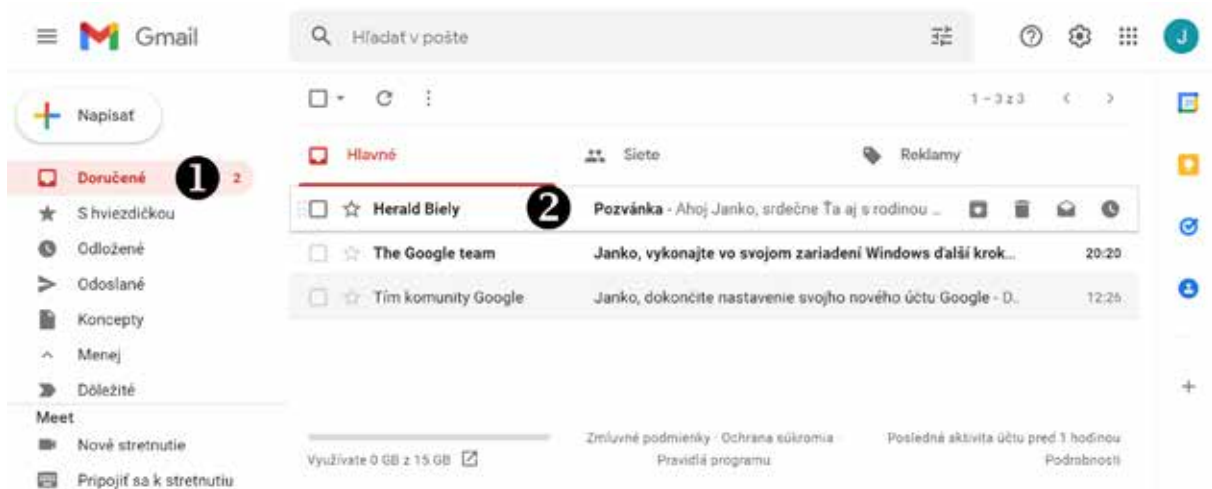 Gmail
Hľadať v pošte
J
Napísať
1 – 3 z 3
Hlavné
Siete
Reklamy
Doručené 1 2
S hviezdičkou
Odložené
Odoslané
Koncepty
Menej
Dôležité
2
Herald Biely Pozvánka - Ahoj Janko, srdečne Ťa aj s rodinou ...
The Google team Janko, vykonajte vo svojom zariadení Windows ďalší krok... 20:20
Tím komunity Google Janko, dokončite nastavenie svojho nového účtu Google - D.. 12:26
Meet
Nové stretnutie
Pripojiť sa k stretnutiu
Využívate 0 GB z 15 GB
Zmluvné podmienky · Ochrana súkromia ·
Pravidlá programu
Posledná aktivita účtu pred 1 hodinou
Podrobnosti